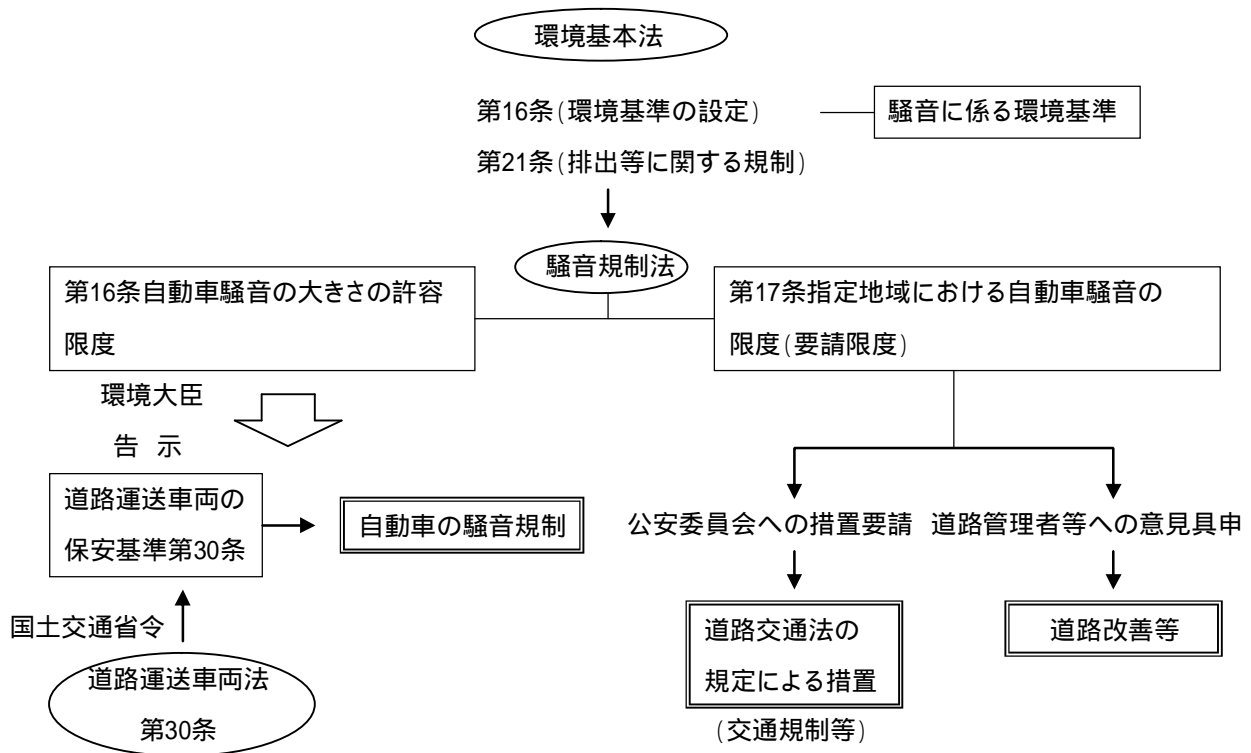 環境基本法
第16条(環境基準の設定)
騒音に係る環境基準
第21条(排出等に関する規制)
騒音規制法
第16条自動車騒音の大きさの許容
限度
第17条指定地域における自動車騒音の
限度(要請限度)
環境大臣
告 示
道路運送車両の
保安基準第30条
自動車の騒音規制
公安委員会への措置要請
道路管理者等への意見具申
国土交通省令
道路運送車両法
第30条
道路交通法の
規定による措置
(交通規制等)
道路改善等